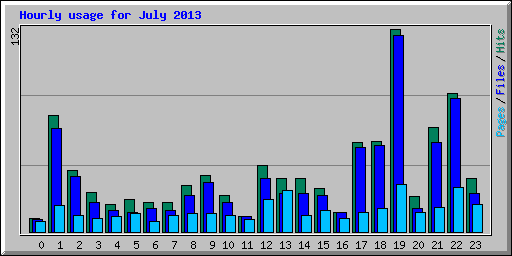 Hourly usage for July 2013
132
Pages / Files / Hits
0 1 2 3 4 5 6 7 8 9 10 11 12 13 14 15 16 17 18 19 20 21 22 23